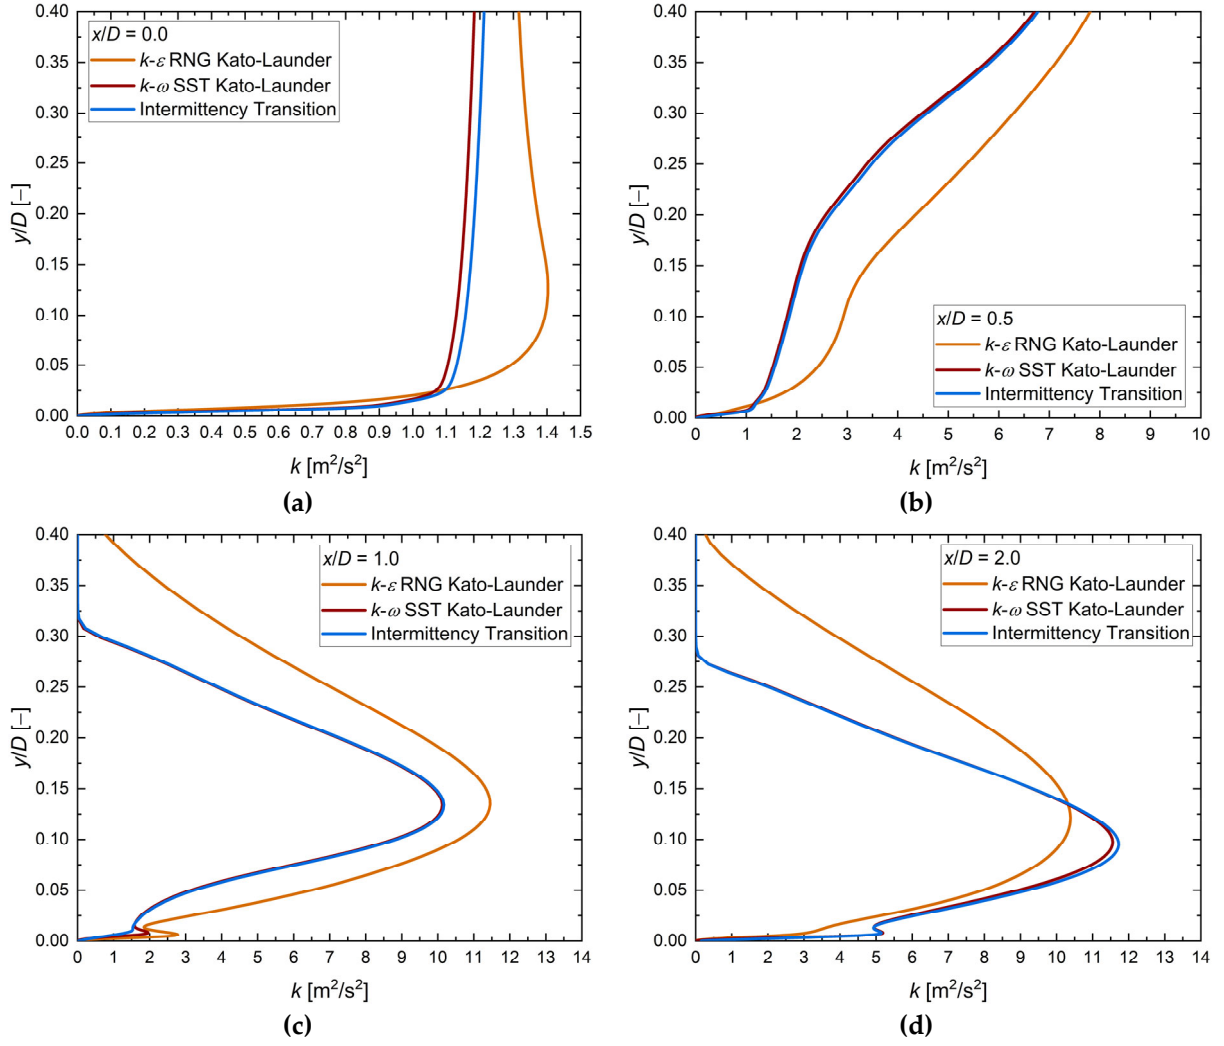 x/D = 0.0
k-ε RNG Kato-Launder
k-ω SST Kato-Launder
Intermittency Transition
0.40
0.35
0.30
0.25
0.20
0.15
0.10
0.05
0.00
y/D [–]
0.0 0.1 0.2 0.3 0.4 0.5 0.6 0.7 0.8 0.9 1.0 1.1 1.2 1.3 1.4 1.5
k [m²/s²]
(a)
0.40
0.35
0.30
0.25
0.20
0.15
0.10
0.05
0.00
y/D [–]
x/D = 0.5
k-ε RNG Kato-Launder
k-ω SST Kato-Launder
Intermittency Transition
0 1 2 3 4 5 6 7 8 9 10
k [m²/s²]
(b)
x/D = 1.0
k-ε RNG Kato-Launder
k-ω SST Kato-Launder
Intermittency Transition
0.40
0.35
0.30
0.25
0.20
0.15
0.10
0.05
0.00
y/D [–]
0 1 2 3 4 5 6 7 8 9 10 11 12 13 14
k [m²/s²]
(c)
x/D = 2.0
k-ε RNG Kato-Launder
k-ω SST Kato-Launder
Intermittency Transition
0.40
0.35
0.30
0.25
0.20
0.15
0.10
0.05
0.00
y/D [–]
0 1 2 3 4 5 6 7 8 9 10 11 12 13 14
k [m²/s²]
(d)